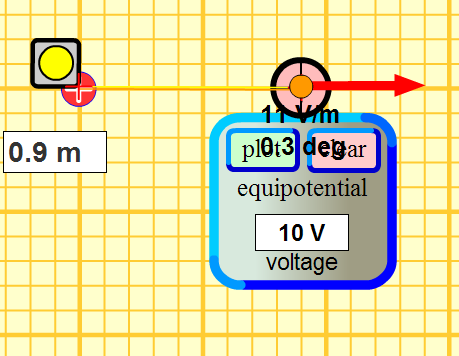 11 V/m
0.3 deg
0.9 m
plot
clear
equipotential
10 V
voltage